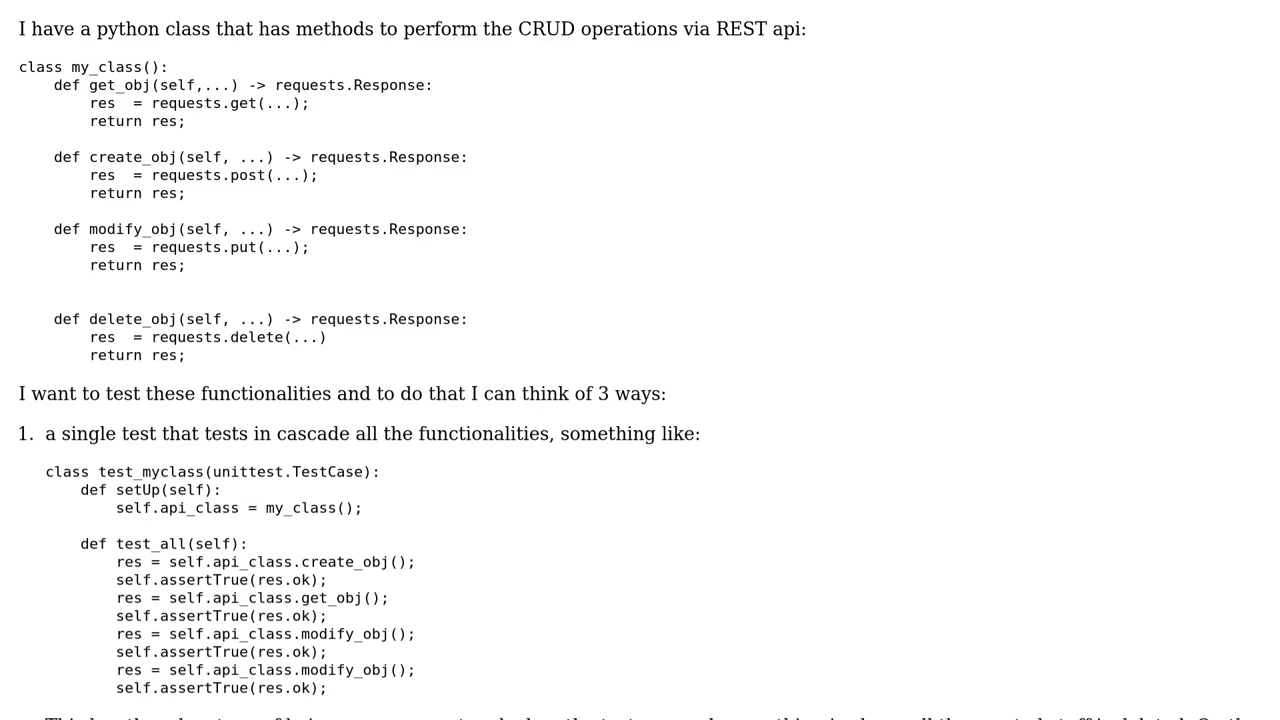 I have a python class that has methods to perform the CRUD operations via REST api:
class my_class():
    def get_obj(self,...) -> requests.Response:
        res  = requests.get(...);
        return res;

    def create_obj(self, ...) -> requests.Response:
        res  = requests.post(...);
        return res;

    def modify_obj(self, ...) -> requests.Response:
        res  = requests.put(...);
        return res;


    def delete_obj(self, ...) -> requests.Response:
        res  = requests.delete(...)
        return res;
I want to test these functionalities and to do that I can think of 3 ways:
1. a single test that tests in cascade all the functionalities, something like:
class test_myclass(unittest.TestCase):
    def setUp(self):
        self.api_class = my_class();

    def test_all(self):
        res = self.api_class.create_obj();
        self.assertTrue(res.ok);
        res = self.api_class.get_obj();
        self.assertTrue(res.ok);
        res = self.api_class.modify_obj();
        self.assertTrue(res.ok);
        res = self.api_class.modify_obj();
        self.assertTrue(res.ok);